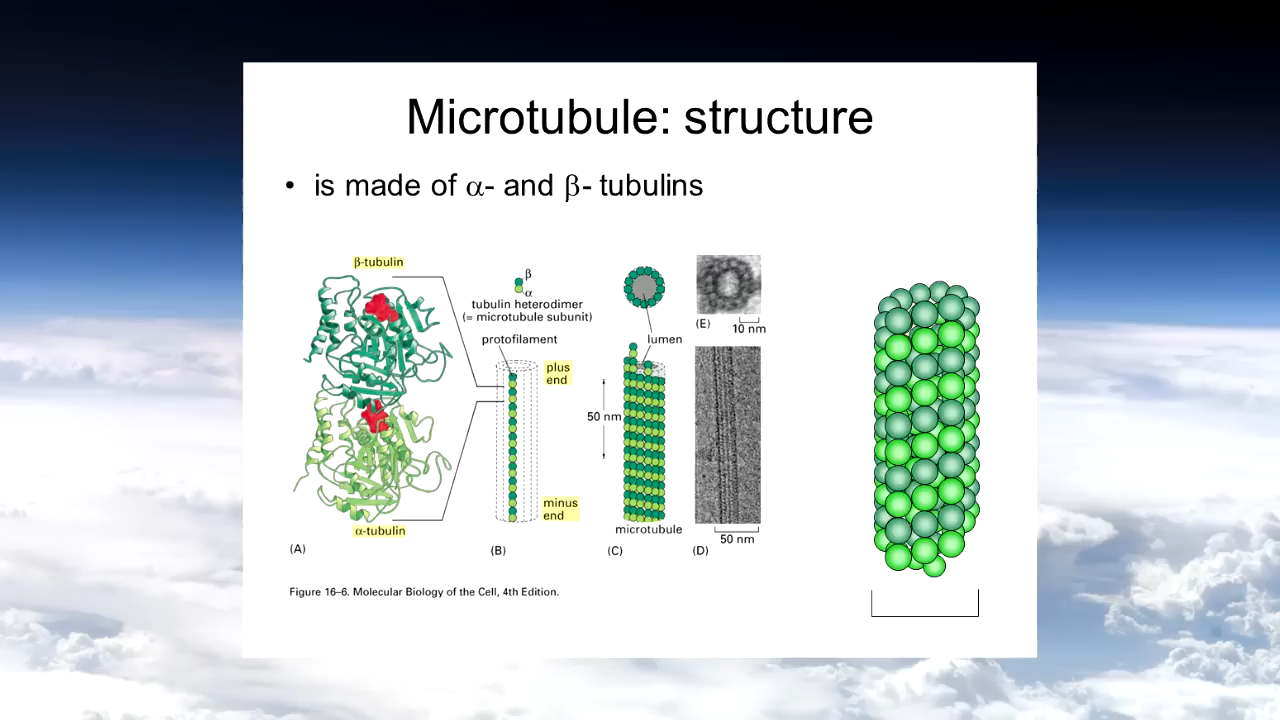 Microtubule: structure
• is made of α- and β- tubulins
β-tubulin
α-tubulin
(A)
β
α
tubulin heterodimer
(= microtubule subunit)
protofilament
plus
end
minus
end
(B)
lumen
50 nm
microtubule
(C)
(E)
10 nm
50 nm
(D)
Figure 16–6. Molecular Biology of the Cell, 4th Edition.